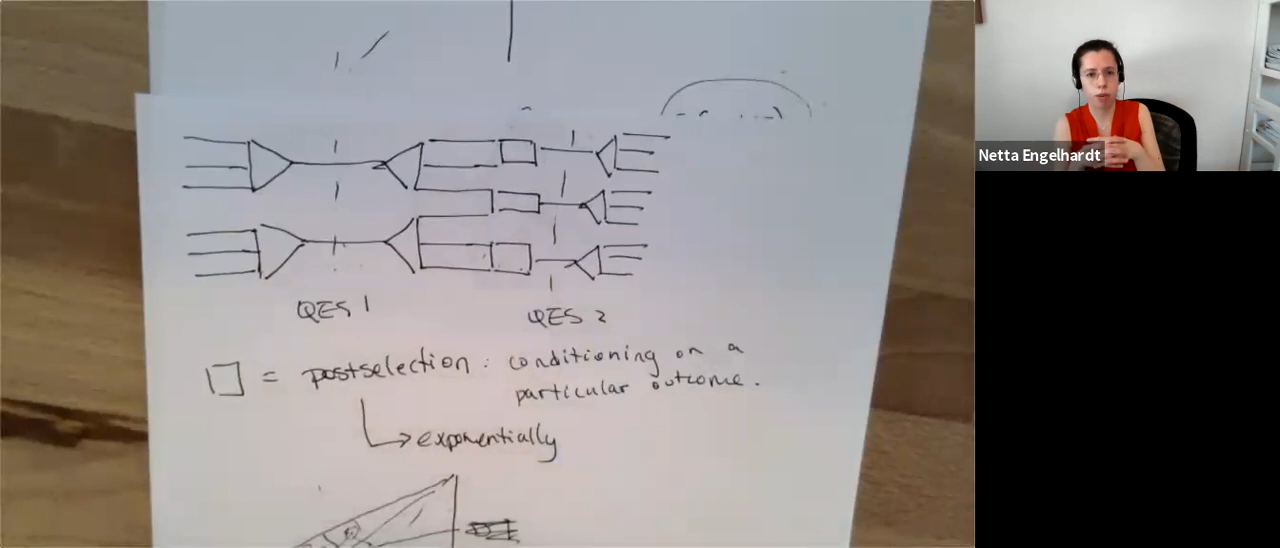 Netta Engelhardt
QES 1
QES 2
□ = postselection : conditioning on a
particular outcome.
↳ exponentially